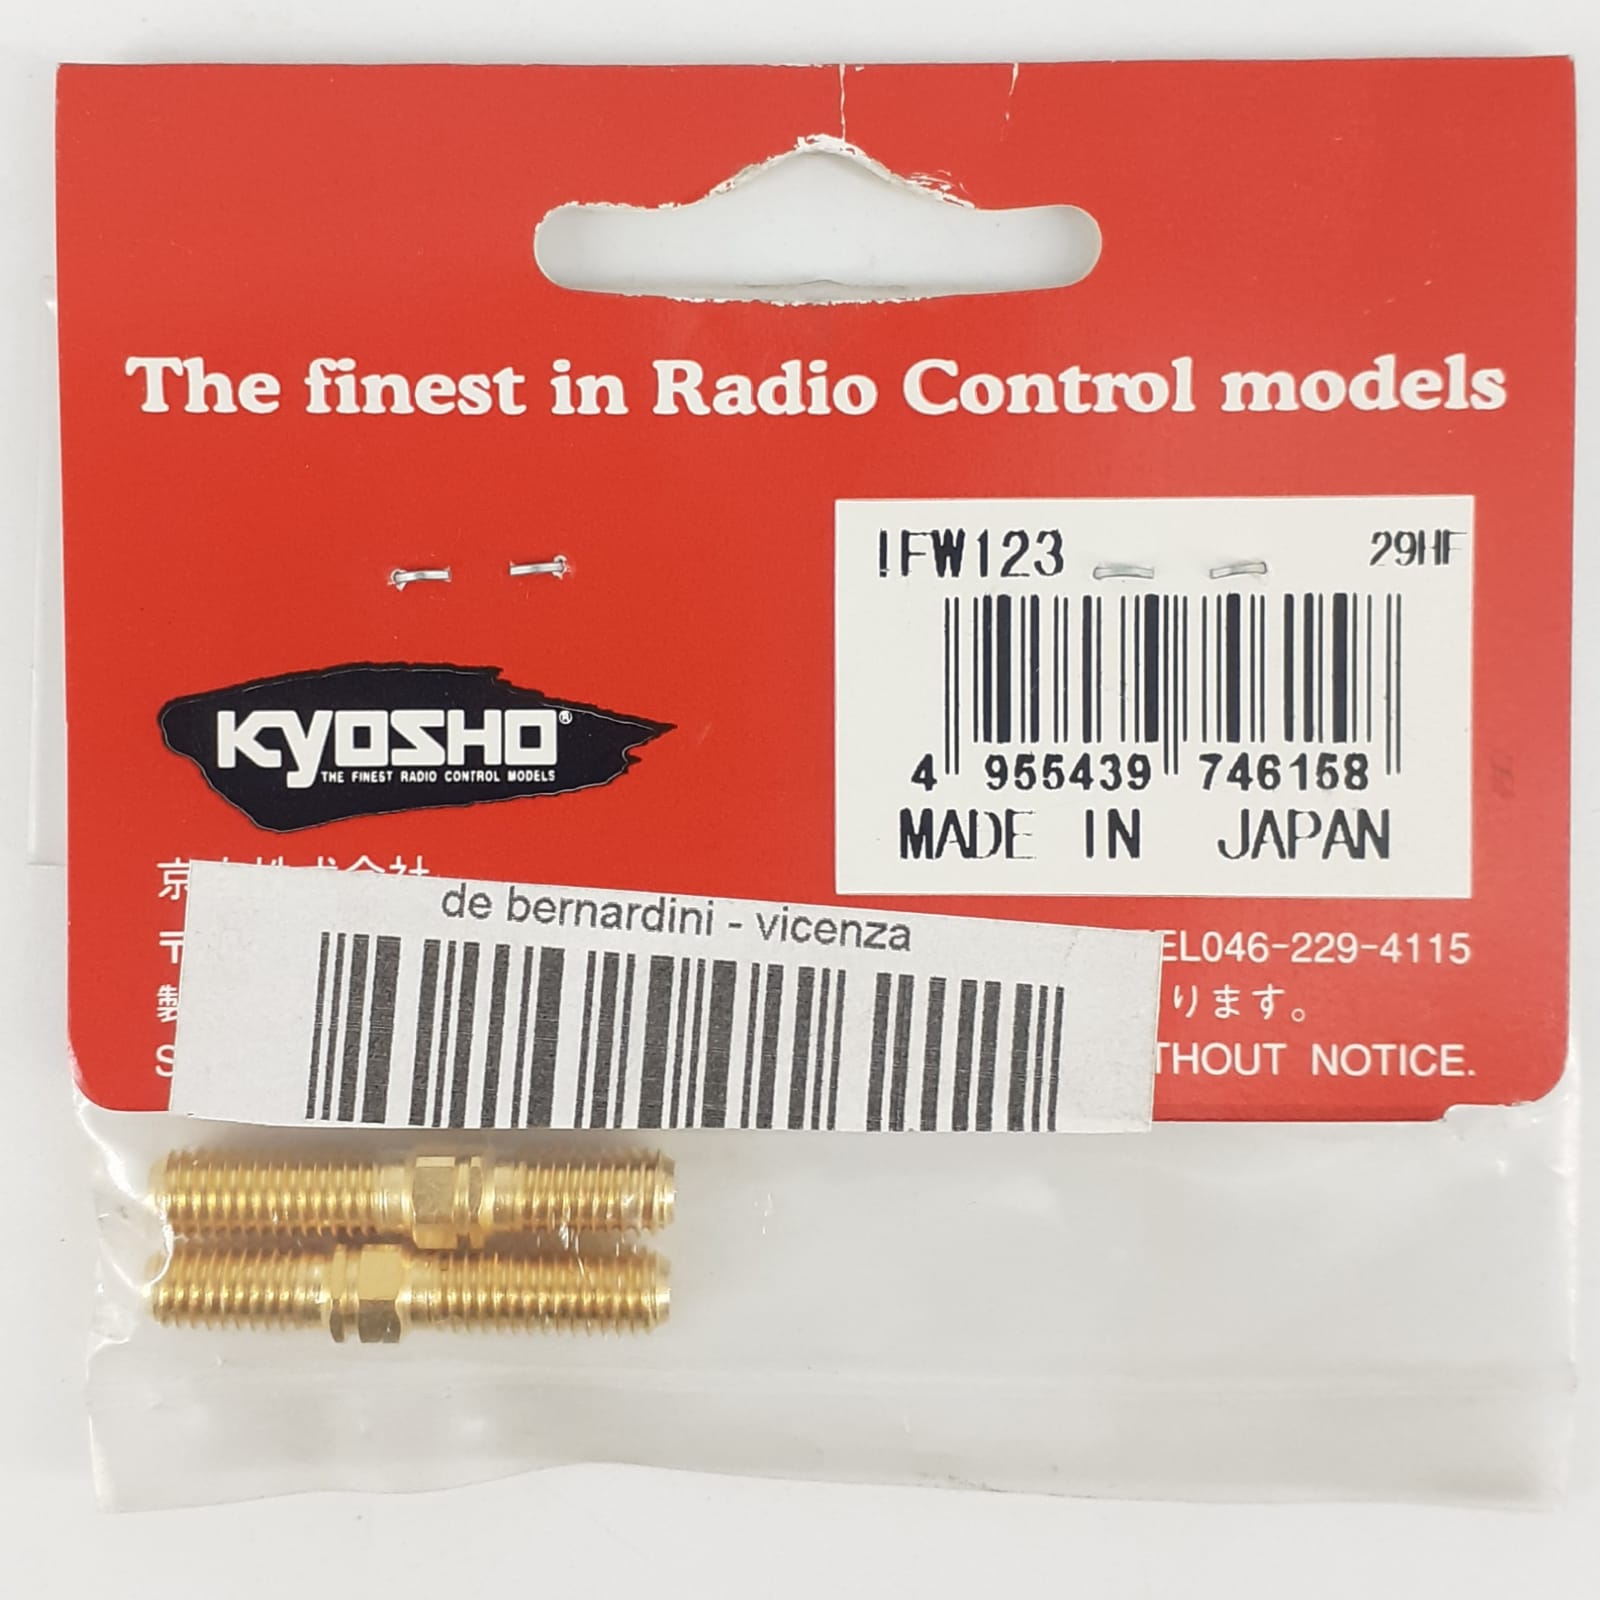 The finest in Radio Control models
IFW123 29HF
4 955439 746158
MADE IN JAPAN
KYOSHO®
THE FINEST RADIO CONTROL MODELS
de bernardini - vicenza
EL046-229-4115
ります。
THOUT NOTICE.